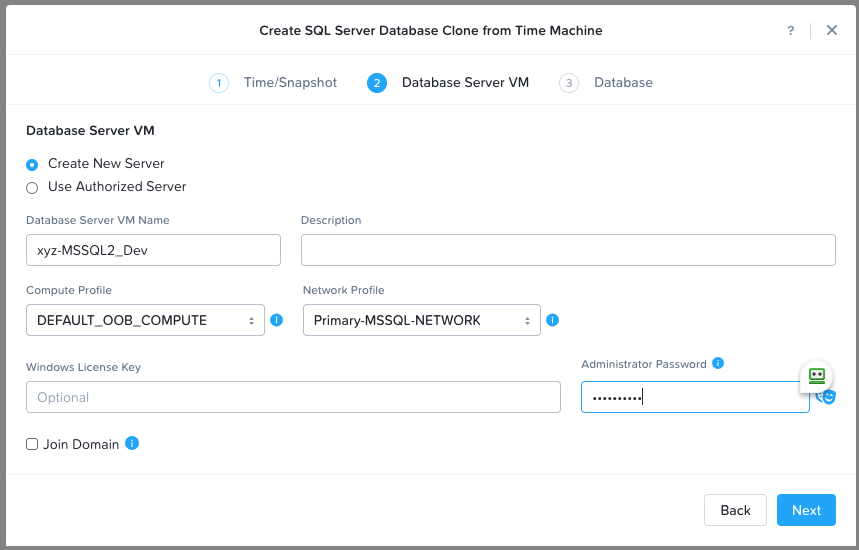 Create SQL Server Database Clone from Time Machine ?
1 Time/Snapshot 2 Database Server VM 3 Database
Database Server VM
Create New Server
Use Authorized Server
Database Server VM Name Description
xyz-MSSQL2_Dev
Compute Profile Network Profile
DEFAULT_OOB_COMPUTE i Primary-MSSQL-NETWORK i
Windows License Key Administrator Password i
Optional ••••••••••
Join Domain i
Back Next